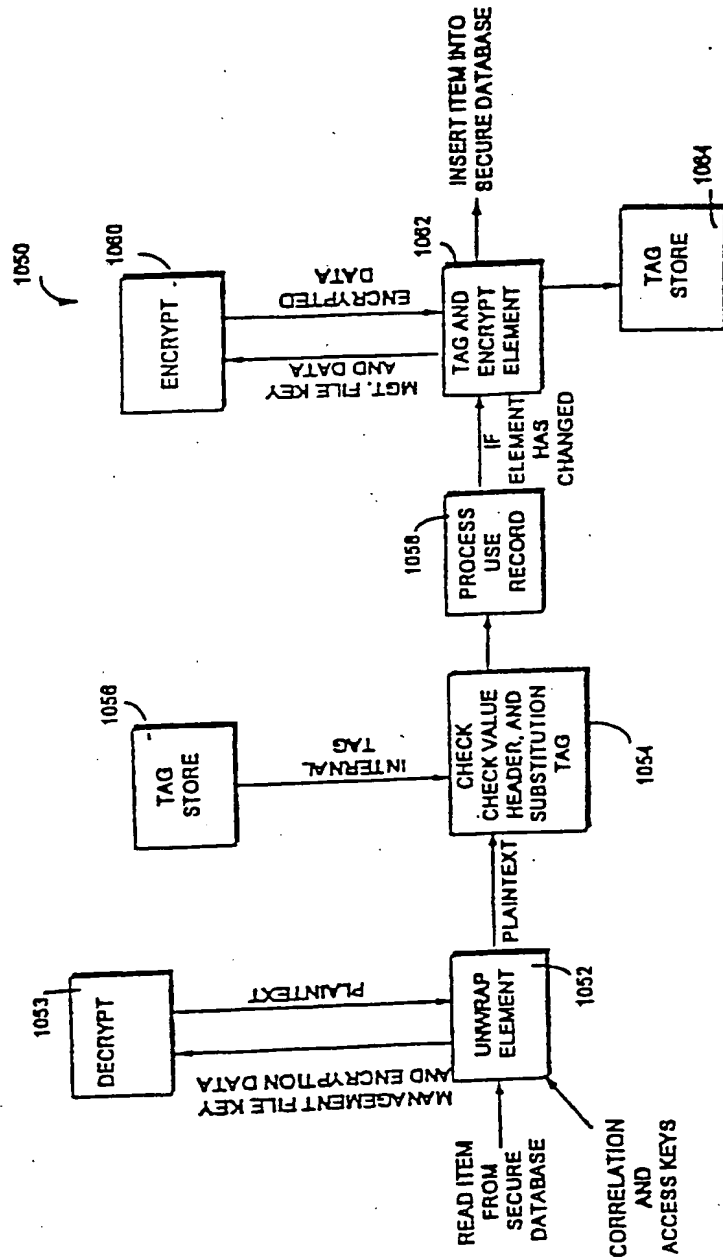 1050
1053
DECRYPT
MANAGEMENT FILE KEY
AND ENCRYPTION DATA
PLAINTEXT
READ ITEM
FROM
SECURE
DATABASE
UNWRAP
ELEMENT
1052
CORRELATION
AND
ACCESS KEYS
PLAINTEXT
1056
TAG
STORE
INTERNAL
TAG
CHECK
CHECK VALUE
HEADER, AND
SUBSTITUTION
TAG
1054
1058
PROCESS
USE
RECORD
IF
ELEMENT
HAS
CHANGED
1060
ENCRYPT
MGT. FILE KEY
AND DATA
ENCRYPTED
DATA
1062
TAG AND
ENCRYPT
ELEMENT
INSERT ITEM INTO
SECURE DATABASE
TAG
STORE
1064